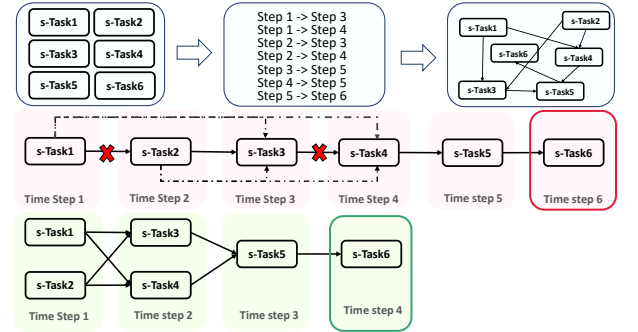 s-Task1 s-Task2
s-Task3 s-Task4
s-Task5 s-Task6
Step 1 -> Step 3
Step 1 -> Step 4
Step 2 -> Step 3
Step 2 -> Step 4
Step 3 -> Step 5
Step 4 -> Step 5
Step 5 -> Step 6
s-Task1 s-Task2
s-Task6 s-Task4
s-Task3 s-Task5
s-Task1 s-Task2 s-Task3 s-Task4 s-Task5 s-Task6
Time Step 1 Time Step 2 Time Step 3 Time Step 4 Time step 5 Time step 6
s-Task1 s-Task3
s-Task5 s-Task6
s-Task2 s-Task4
Time Step 1 Time step 2 Time step 3 Time step 4